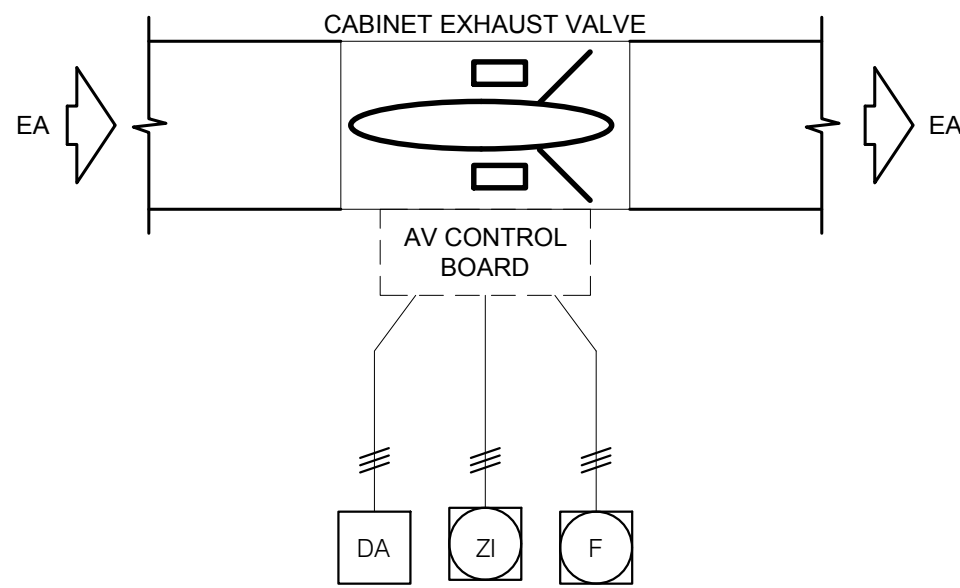 CABINET EXHAUST VALVE
EA
EA
AV CONTROL
BOARD
DA
ZI
F